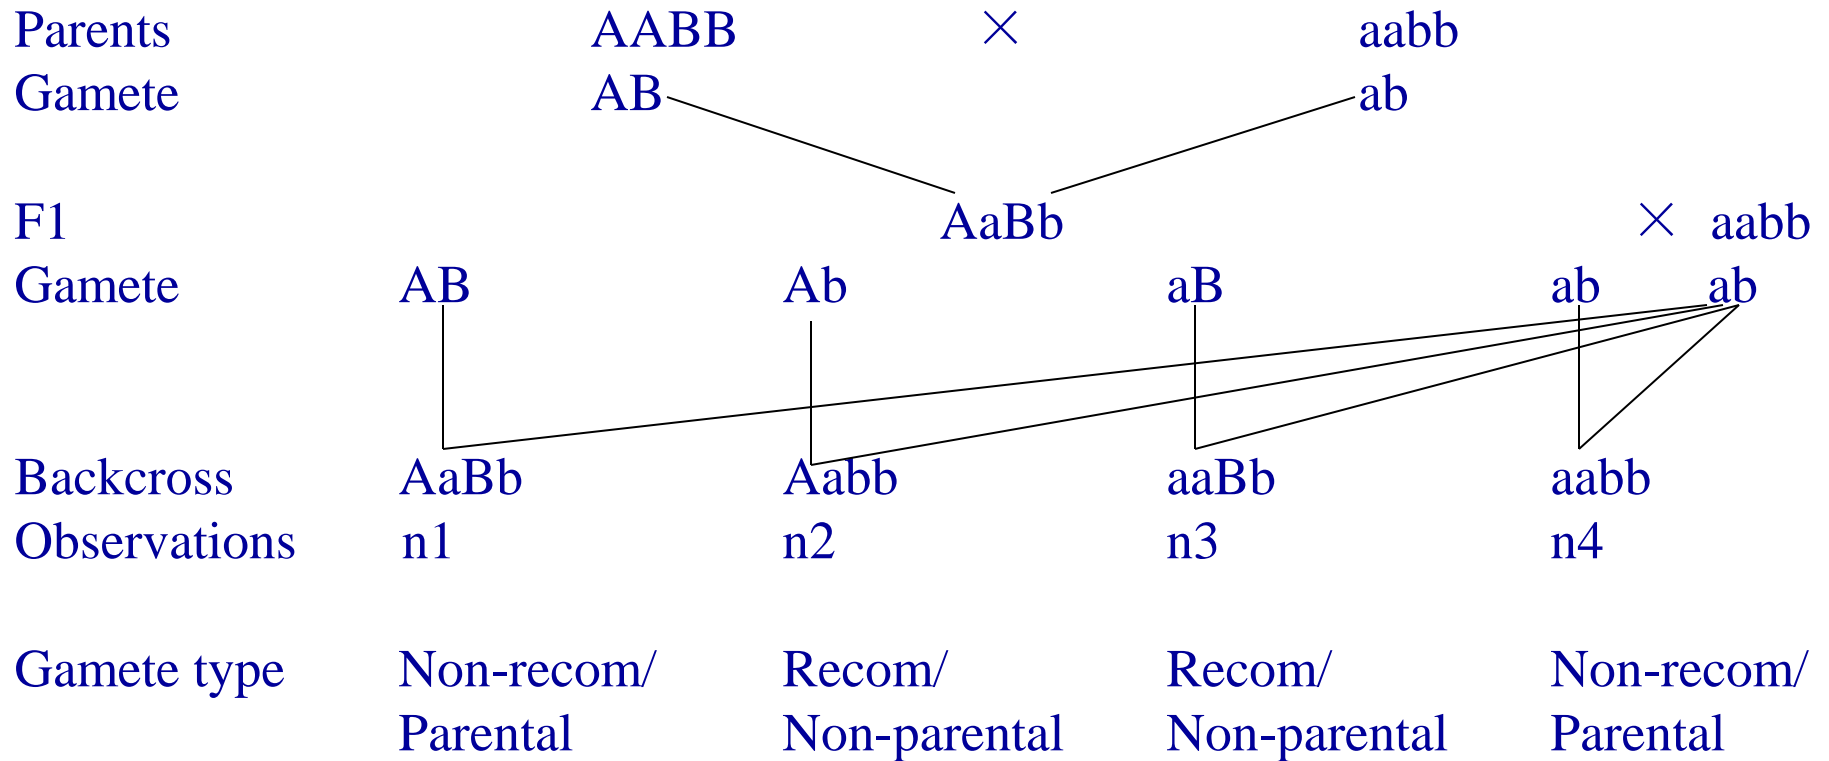 Parents AABB × aabb
Gamete AB ab
F1 AaBb × aabb
Gamete AB Ab aB ab ab
Backcross AaBb Aabb aaBb aabb
Observations n1 n2 n3 n4
Gamete type Non-recom/ Recom/ Recom/ Non-recom/
Parental Non-parental Non-parental Parental